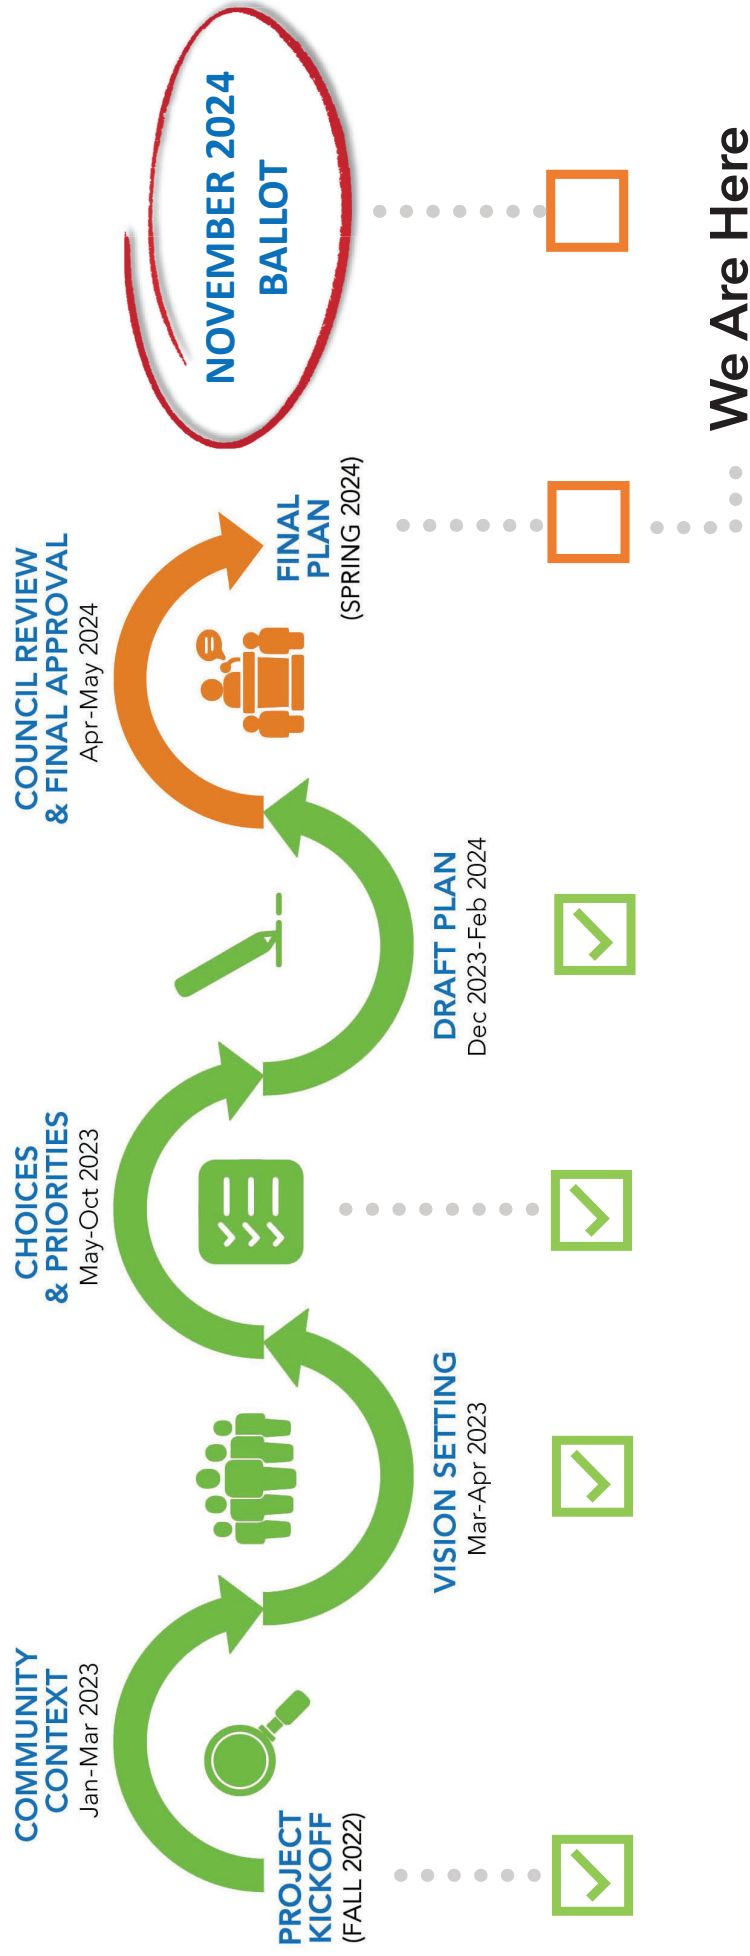 PROJECT
KICKOFF
(FALL 2022)
COMMUNITY
CONTEXT
Jan-Mar 2023
VISION SETTING
Mar-Apr 2023
CHOICES
& PRIORITIES
May-Oct 2023
DRAFT PLAN
Dec 2023-Feb 2024
COUNCIL REVIEW
& FINAL APPROVAL
Apr-May 2024
FINAL
PLAN
(SPRING 2024)
NOVEMBER 2024
BALLOT
We Are Here